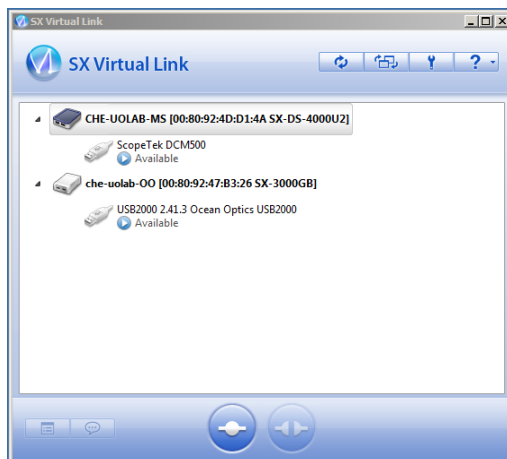 SX Virtual Link
SX Virtual Link
?
CHE-UOLAB-MS [00:80:92:4D:D1:4A SX-DS-4000U2]
ScopeTek DCM500
Available
che-uolab-OO [00:80:92:47:B3:26 SX-3000GB]
USB2000 2.41.3 Ocean Optics USB2000
Available